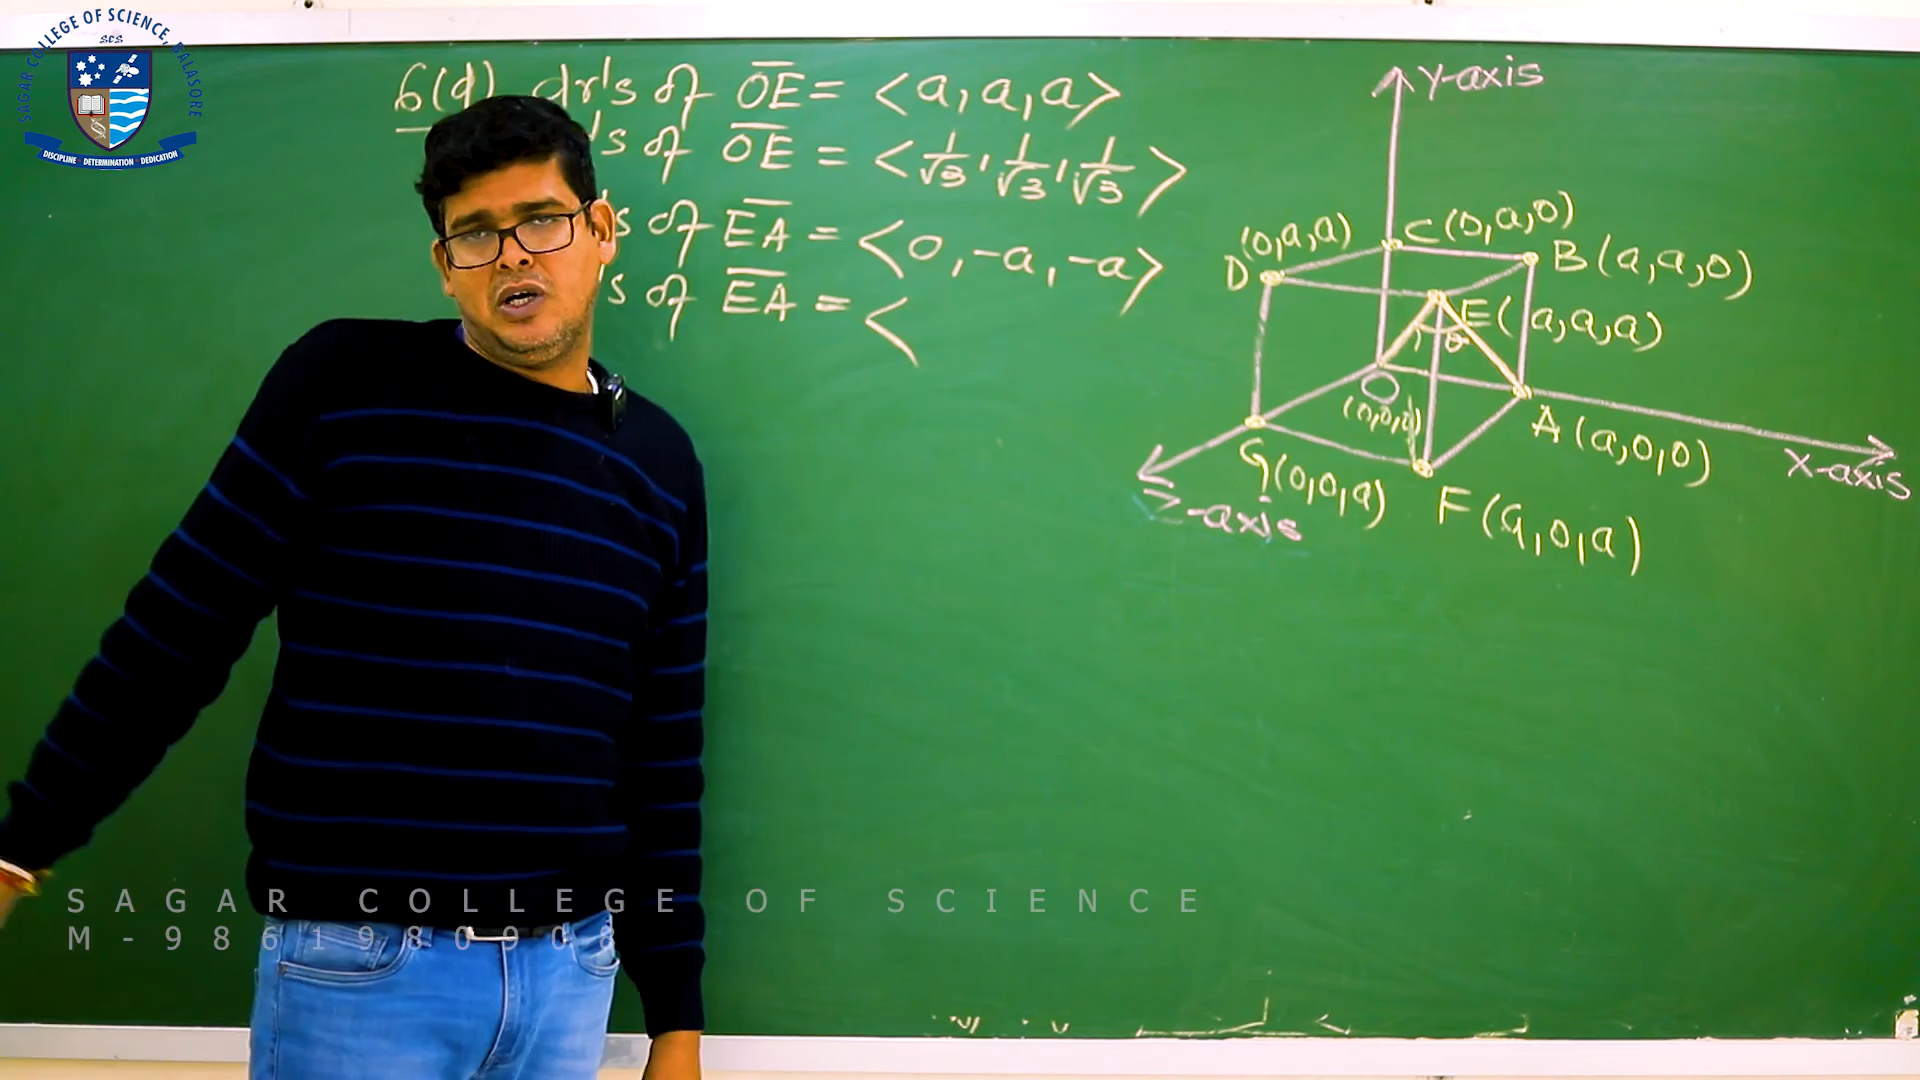 SAGAR COLLEGE OF SCIENCE, BALASORE
SCS
DISCIPLINE DETERMINATION DEDICATION
6(d) dr's of OE = <a, a, a>
's of OE = <1/√3, 1/√3, 1/√3>
's of EA = <0, -a, -a>
's of EA = <
Y-axis
C(0,a,0)
(0,a,a)
D
B(a,a,0)
E(a,a,a)
θ
O
(0,0,0)
A(a,0,0)
X-axis
G(0,0,a)
F(a,0,a)
Z-axis
SAGAR COLLEGE OF SCIENCE
M-9861980908